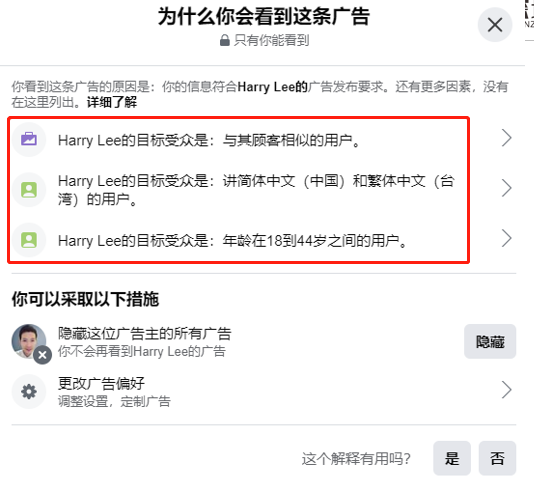 为什么你会看到这条广告
只有你能看到
你看到这条广告的原因是：你的信息符合Harry Lee的广告发布要求。还有更多因素，没有
在这里列出。详细了解
Harry Lee的目标受众是：与其顾客相似的用户。
Harry Lee的目标受众是：讲简体中文（中国）和繁体中文（台
湾）的用户。
Harry Lee的目标受众是：年龄在18到44岁之间的用户。
你可以采取以下措施
隐藏这位广告主的所有广告
你不会再看到Harry Lee的广告
隐藏
更改广告偏好
调整设置，定制广告
这个解释有用吗？ 是 否